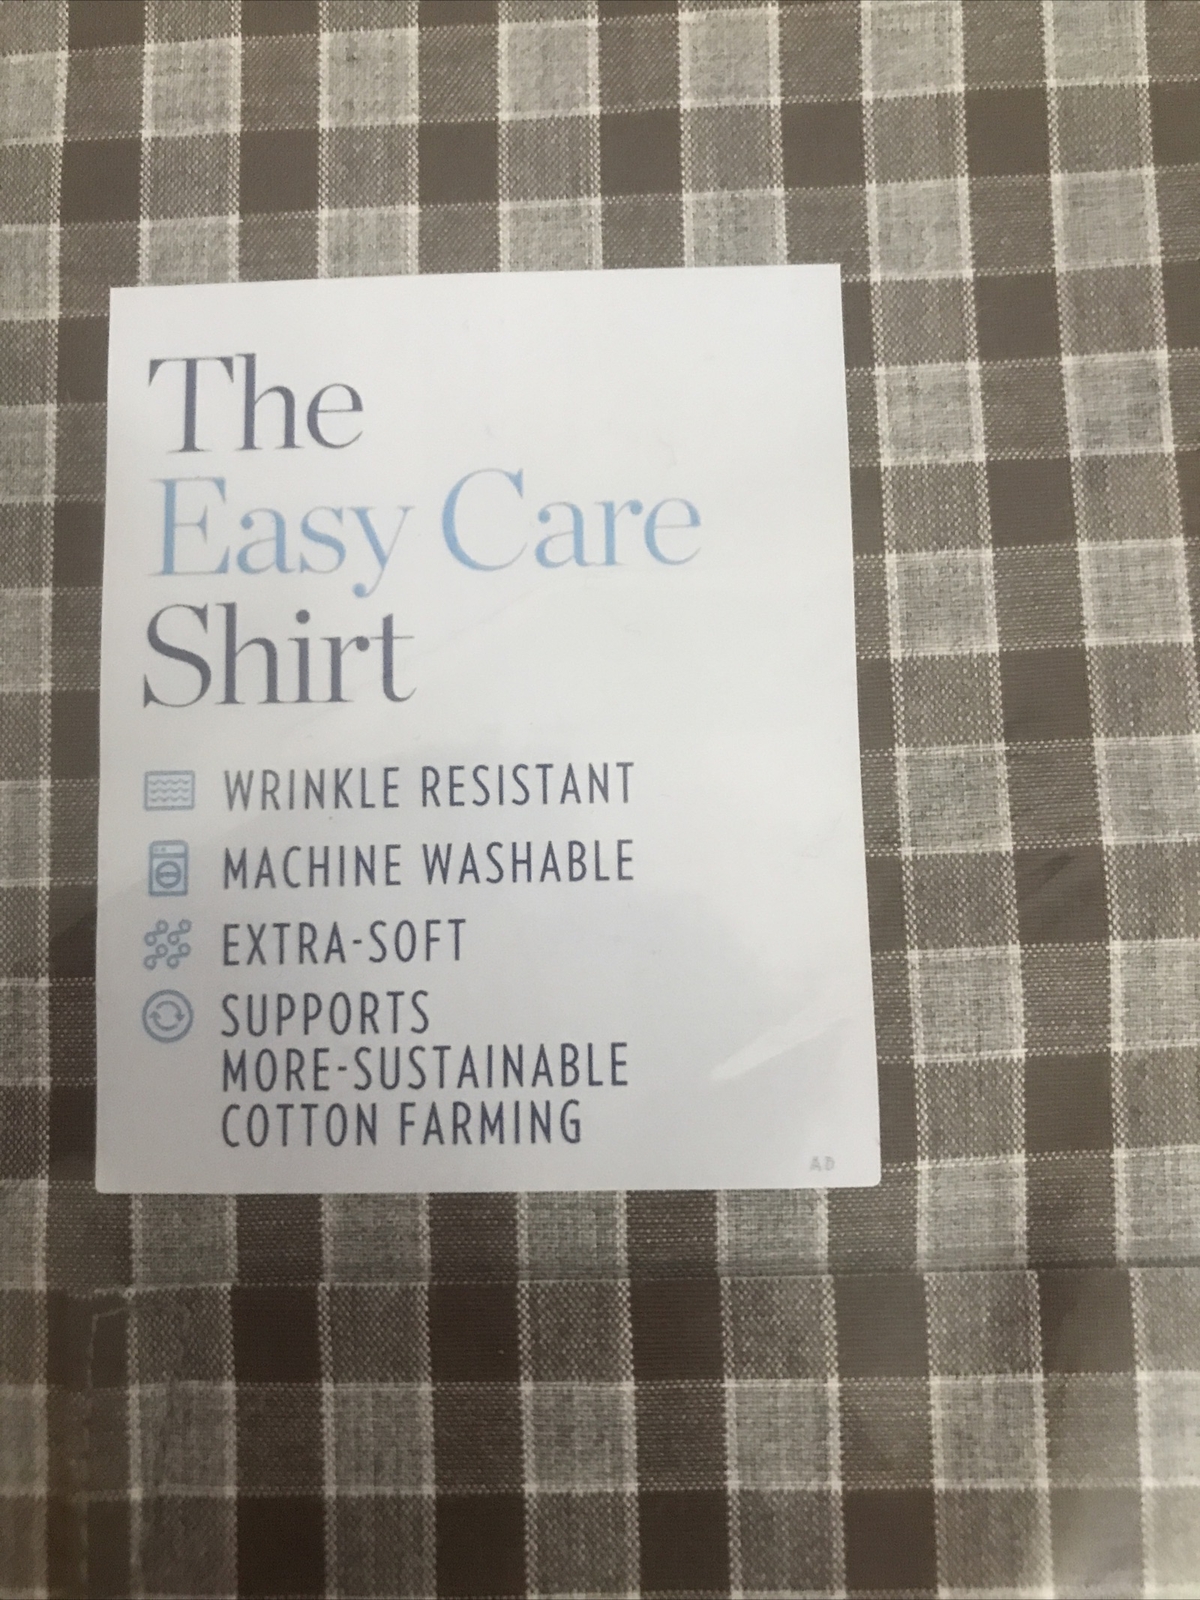 The
Easy Care
Shirt
WRINKLE RESISTANT
MACHINE WASHABLE
EXTRA-SOFT
SUPPORTS
MORE-SUSTAINABLE
COTTON FARMING
AD